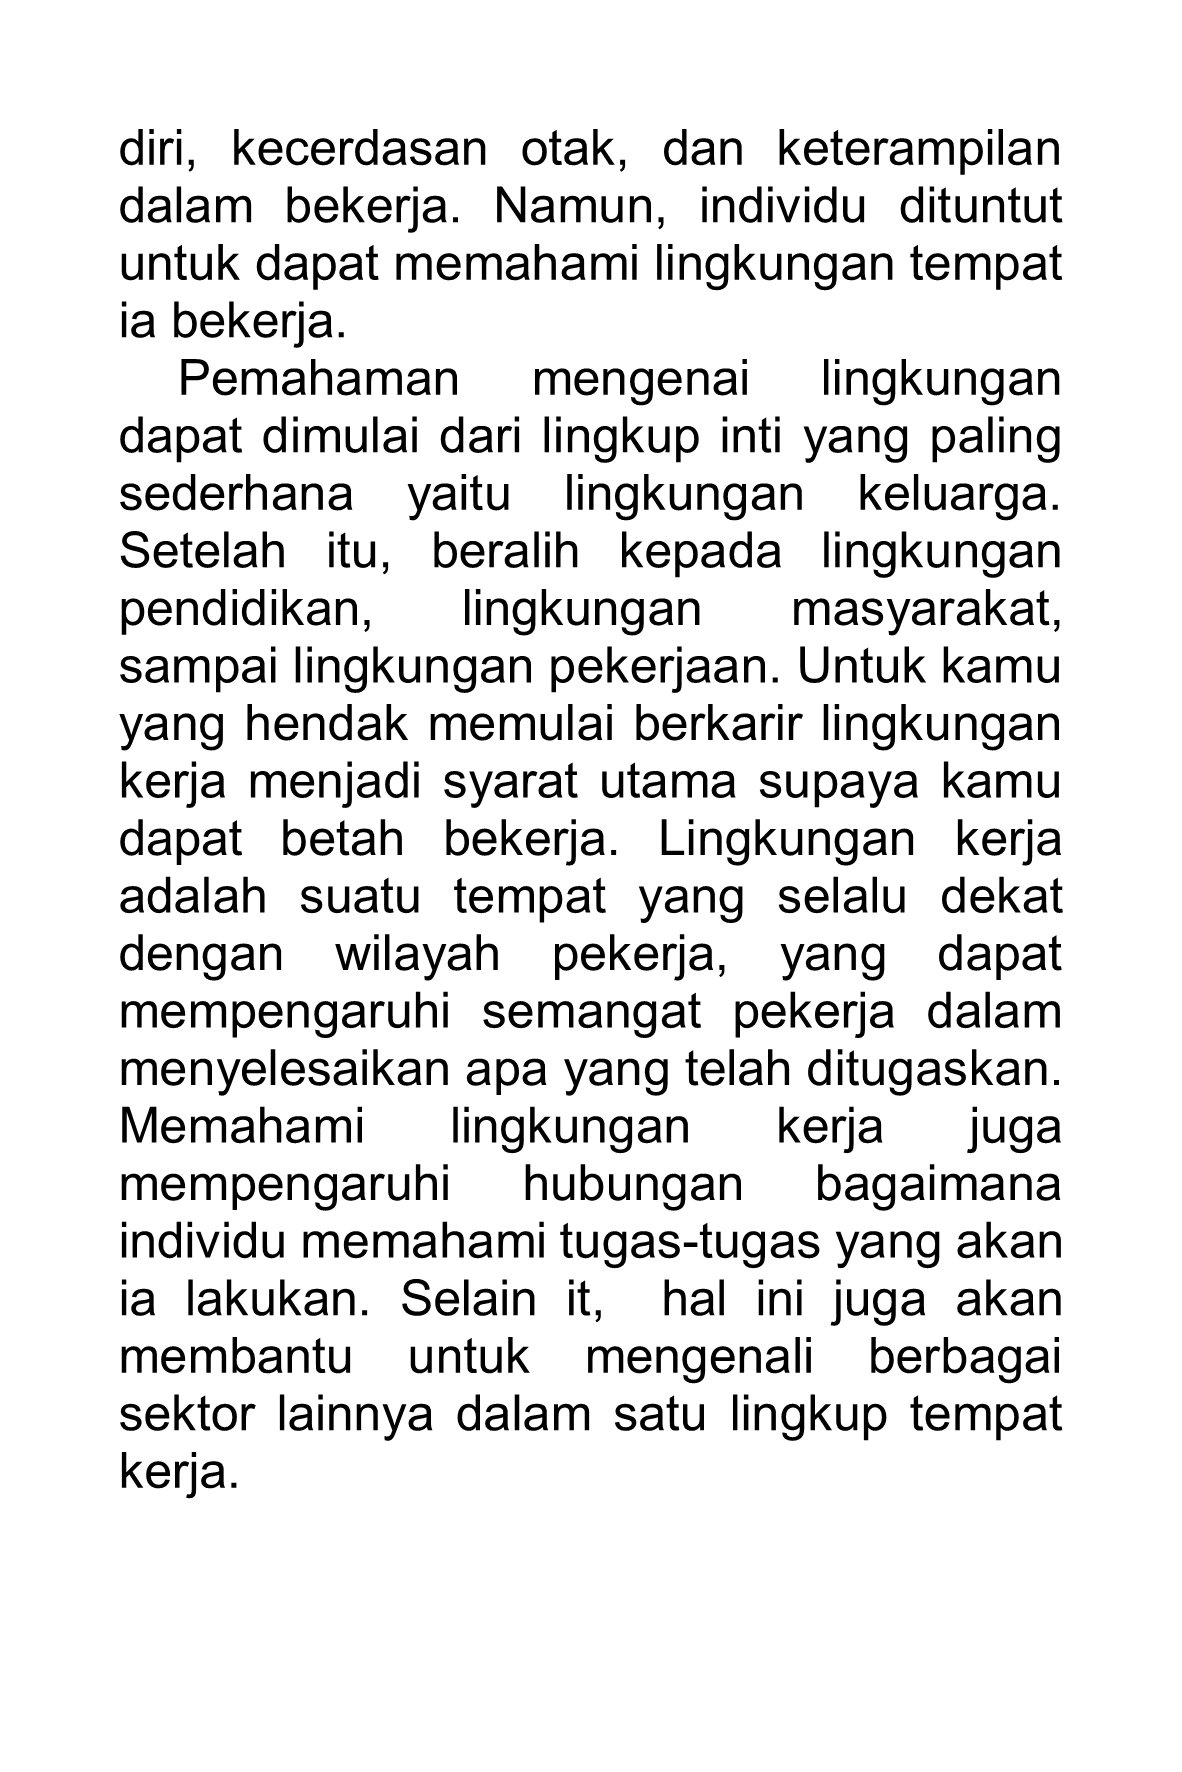 diri, kecerdasan otak, dan keterampilan
dalam bekerja. Namun, individu dituntut
untuk dapat memahami lingkungan tempat
ia bekerja.
Pemahaman mengenai lingkungan
dapat dimulai dari lingkup inti yang paling
sederhana yaitu lingkungan keluarga.
Setelah itu, beralih kepada lingkungan
pendidikan, lingkungan masyarakat,
sampai lingkungan pekerjaan. Untuk kamu
yang hendak memulai berkarir lingkungan
kerja menjadi syarat utama supaya kamu
dapat betah bekerja. Lingkungan kerja
adalah suatu tempat yang selalu dekat
dengan wilayah pekerja, yang dapat
mempengaruhi semangat pekerja dalam
menyelesaikan apa yang telah ditugaskan.
Memahami lingkungan kerja juga
mempengaruhi hubungan bagaimana
individu memahami tugas-tugas yang akan
ia lakukan. Selain it, hal ini juga akan
membantu untuk mengenali berbagai
sektor lainnya dalam satu lingkup tempat
kerja.